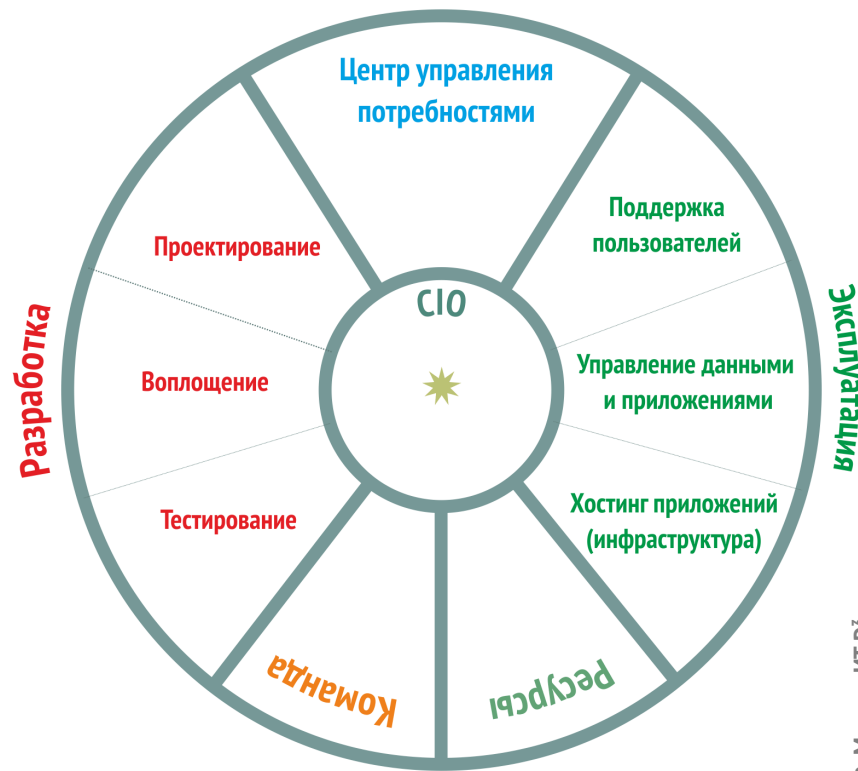 Центр управления
потребностями
Поддержка
пользователей
Проектирование
CIO
Разработка
Эксплуатация
Воплощение
Управление данными
и приложениями
Тестирование
Хостинг приложений
(инфраструктура)
Команда
Ресурсы